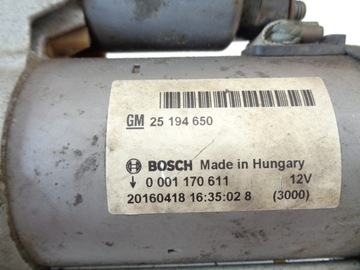 GM 25 194 650
BOSCH Made in Hungary
0 001 170 611 12V
20160418 16:35:02 8 (3000)